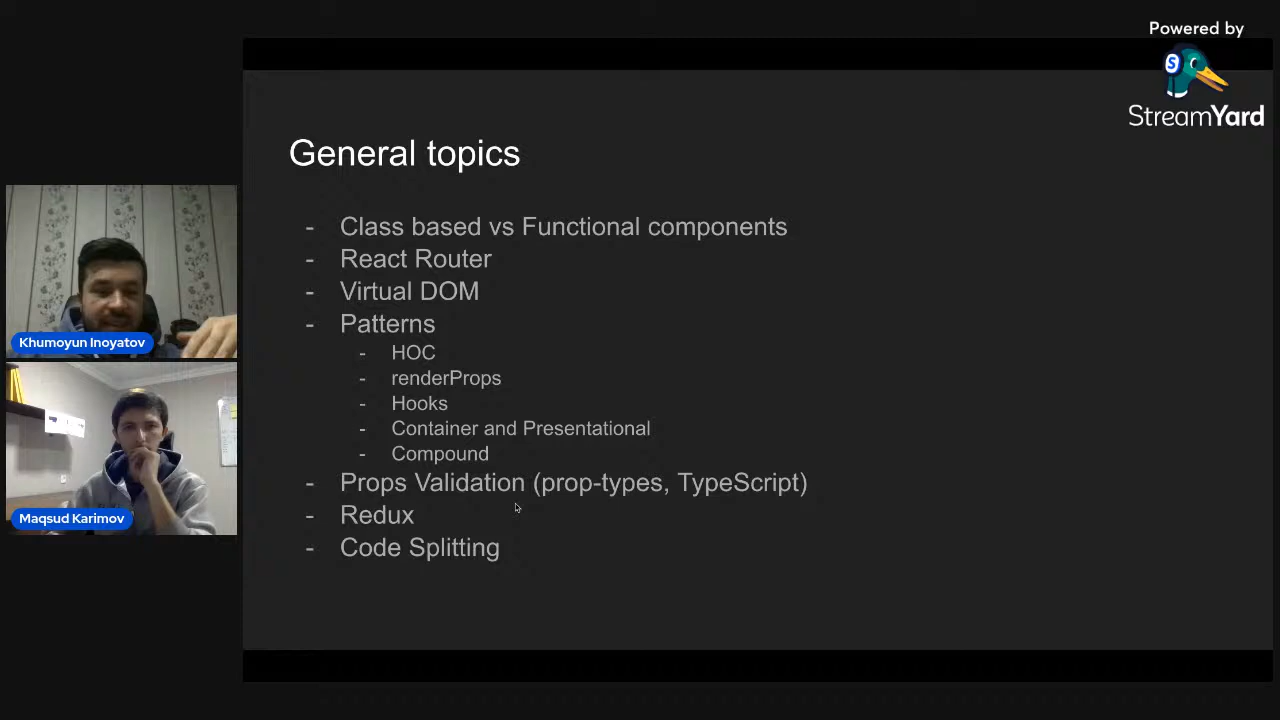 Powered by
S
StreamYard
General topics
- Class based vs Functional components
- React Router
- Virtual DOM
- Patterns
- HOC
- renderProps
- Hooks
- Container and Presentational
- Compound
- Props Validation (prop-types, TypeScript)
- Redux
- Code Splitting
Khumoyun Inoyatov
Maqsud Karimov